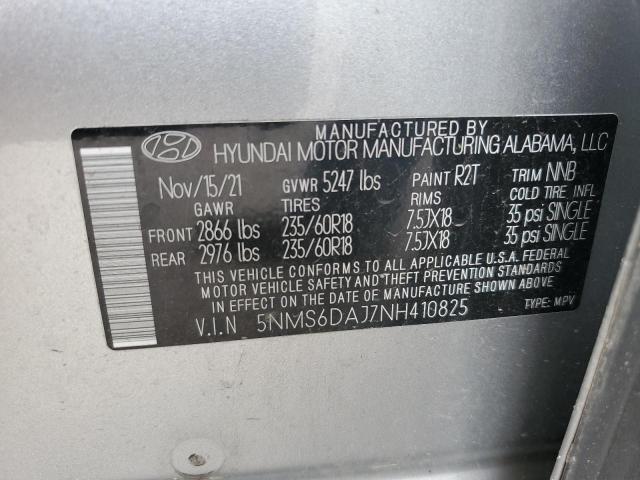 MANUFACTURED BY
HYUNDAI MOTOR MANUFACTURING ALABAMA, LLC
Nov/15/21 GVWR 5247 lbs PAINT R2T TRIM NNB
GAWR TIRES RIMS COLD TIRE INFL
FRONT 2866 lbs 235/60R18 7.5JX18 35 psi SINGLE
REAR 2976 lbs 235/60R18 7.5JX18 35 psi SINGLE
THIS VEHICLE CONFORMS TO ALL APPLICABLE U.S.A. FEDERAL
MOTOR VEHICLE SAFETY AND THEFT PREVENTION STANDARDS
IN EFFECT ON THE DATE OF MANUFACTURE SHOWN ABOVE.
V.I.N 5NMS6DAJ7NH410825 TYPE: MPV